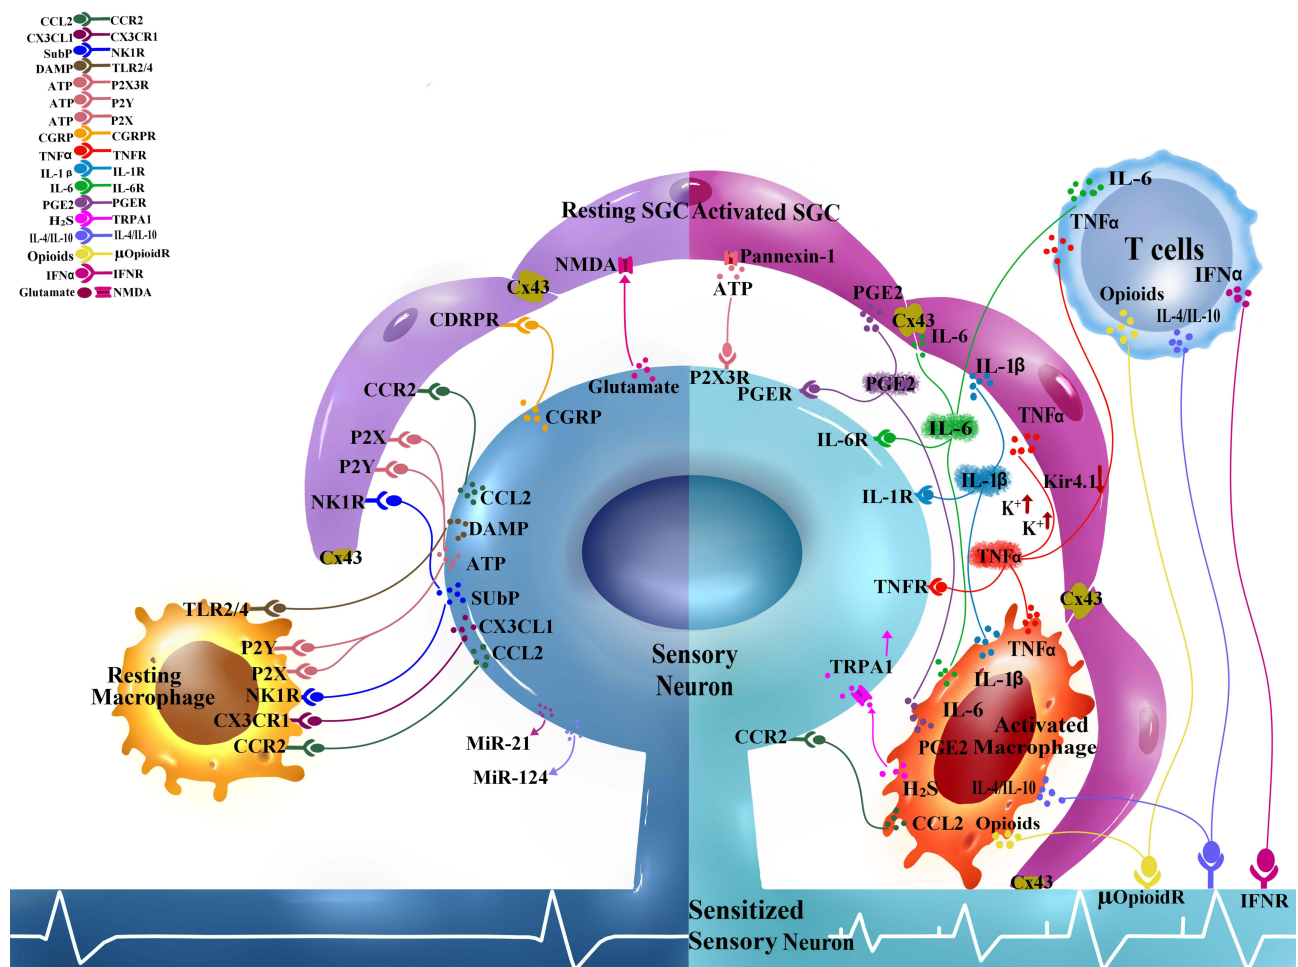 CCL2 CCR2
CX3CL1 CX3CR1
SubP NK1R
DAMP TLR2/4
ATP P2X3R
ATP P2Y
ATP P2X
CGRP CGRPR
TNFα TNFR
IL-1 β IL-1R
IL-6 IL-6R
PGE2 PGER
H₂S TRPA1
IL-4/IL-10 IL-4/IL-10
Opioids μOpioidR
IFNα IFNR
Glutamate NMDA
Resting SGC
Activated SGC
NMDA
Pannexin-1
ATP
Cx43
CDRPR
CCR2
P2X
P2Y
NK1R
Cx43
Glutamate
CGRP
P2X3R
PGER
PGE2
Cx43
IL-6
PGE2
IL-1β
IL-6R
IL-6
TNFα
IL-1R
IL-1β
Kir4.1
K⁺
K⁺
TNFα
TNFR
Cx43
IL-6
TNFα
T cells
IFNα
Opioids
IL-4/IL-10
CCL2
DAMP
ATP
SUbP
CX3CL1
CCL2
TLR2/4
P2Y
P2X
NK1R
CX3CR1
CCR2
Resting
Macrophage
MiR-21
MiR-124
Sensory
Neuron
TRPA1
CCR2
TNFα
IL-1β
IL-6
PGE2
Activated
Macrophage
H₂S
IL-4/IL-10
CCL2
Opioids
Cx43
μOpioidR
IFNR
Sensitized
Sensory Neuron